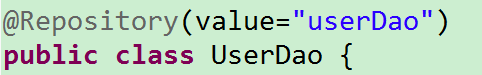 @Repository(value="userDao")
public class UserDao {